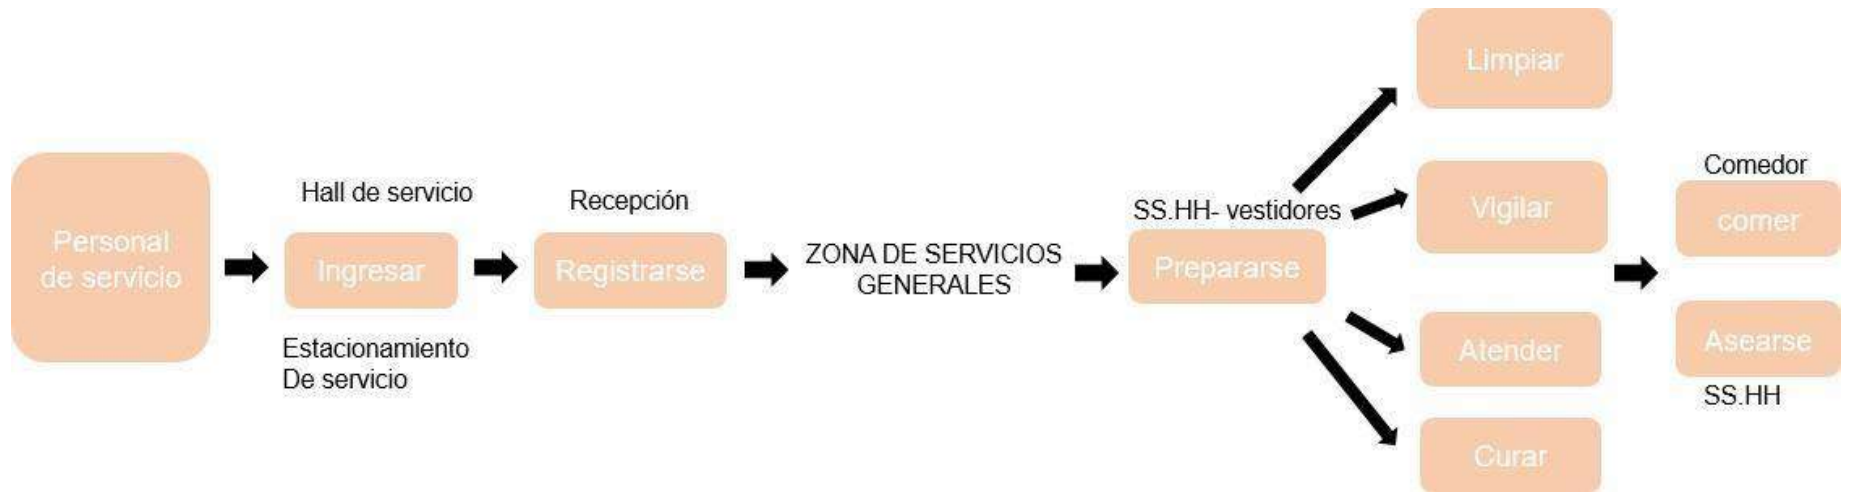 Personal
de servicio
Hall de servicio
Ingresar
Estacionamiento
De servicio
Recepción
Registrarse
ZONA DE SERVICIOS
GENERALES
SS.HH- vestidores
Prepararse
Limpiar
Vigilar
Atender
Curar
Comedor
comer
Asearse
SS.HH